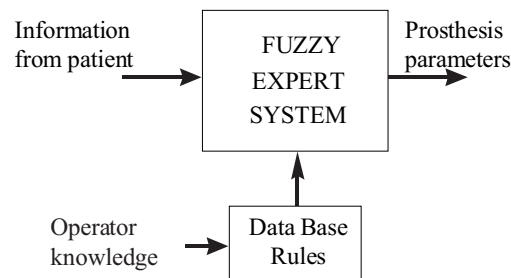 Information
from patient
FUZZY
EXPERT
SYSTEM
Prosthesis
parameters
Operator
knowledge
Data Base
Rules